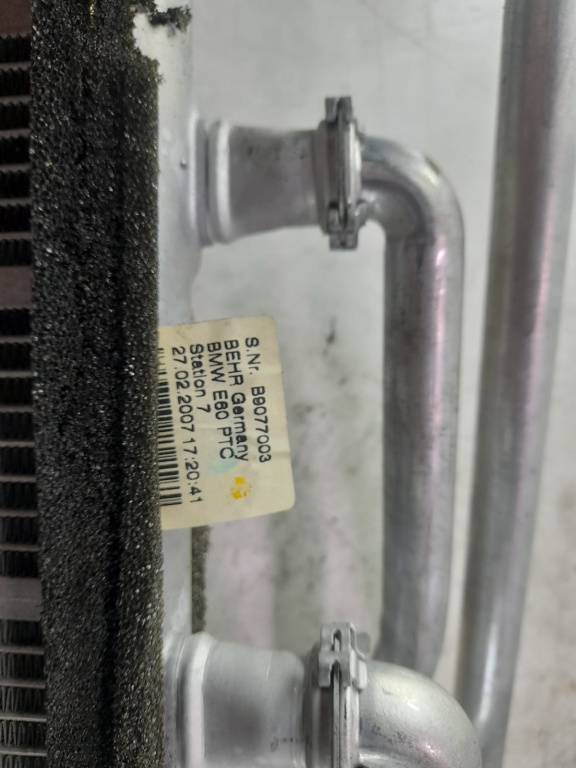 S.Nr. B9077003
BEHR Germany
BMW E60 PTC
Station 7
27.02.2007 17:20:41